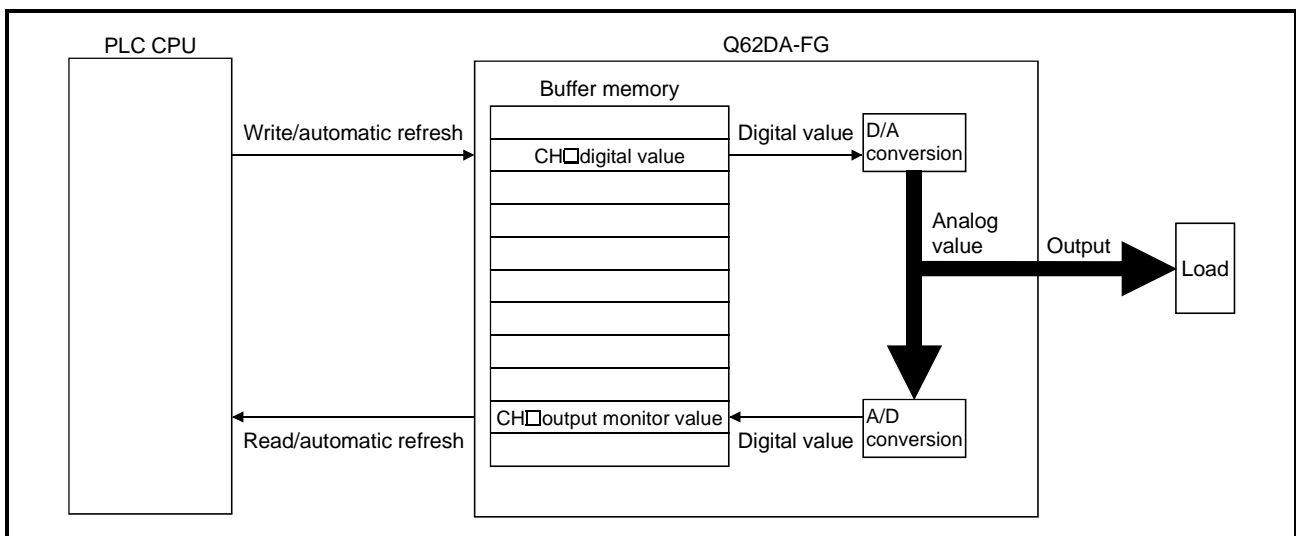 PLC CPU
Q62DA-FG
Buffer memory
Write/automatic refresh
CH□digital value
Digital value
D/A
conversion
Analog
value
Output
Load
Read/automatic refresh
CH□output monitor value
Digital value
A/D
conversion